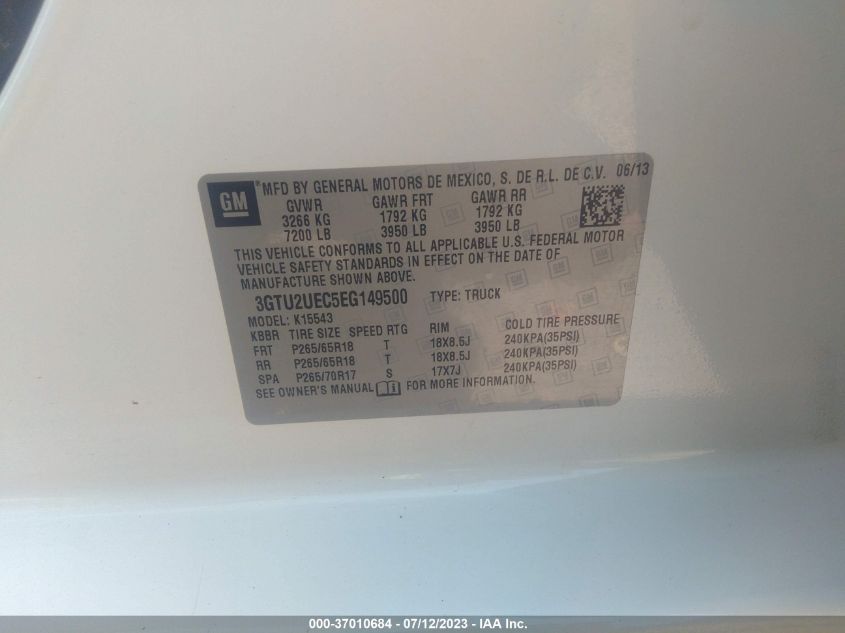 GM ® MFD BY GENERAL MOTORS DE MEXICO, S. DE R.L. DE C.V. 06/13
GVWR GAWR FRT GAWR RR
3266 KG 1792 KG 1792 KG
7200 LB 3950 LB 3950 LB
THIS VEHICLE CONFORMS TO ALL APPLICABLE U.S. FEDERAL MOTOR
VEHICLE SAFETY STANDARDS IN EFFECT ON THE DATE OF
MANUFACTURE SHOWN ABOVE.
3GTU2UEC5EG149500 TYPE: TRUCK
MODEL: K15543
KBBR TIRE SIZE SPEED RTG RIM COLD TIRE PRESSURE
FRT P265/65R18 T 18X8.5J 240KPA(35PSI)
RR P265/65R18 T 18X8.5J 240KPA(35PSI)
SPA P265/70R17 S 17X7J 240KPA(35PSI)
SEE OWNER'S MANUAL FOR MORE INFORMATION.
000-37010684 - 07/12/2023 - IAA Inc.